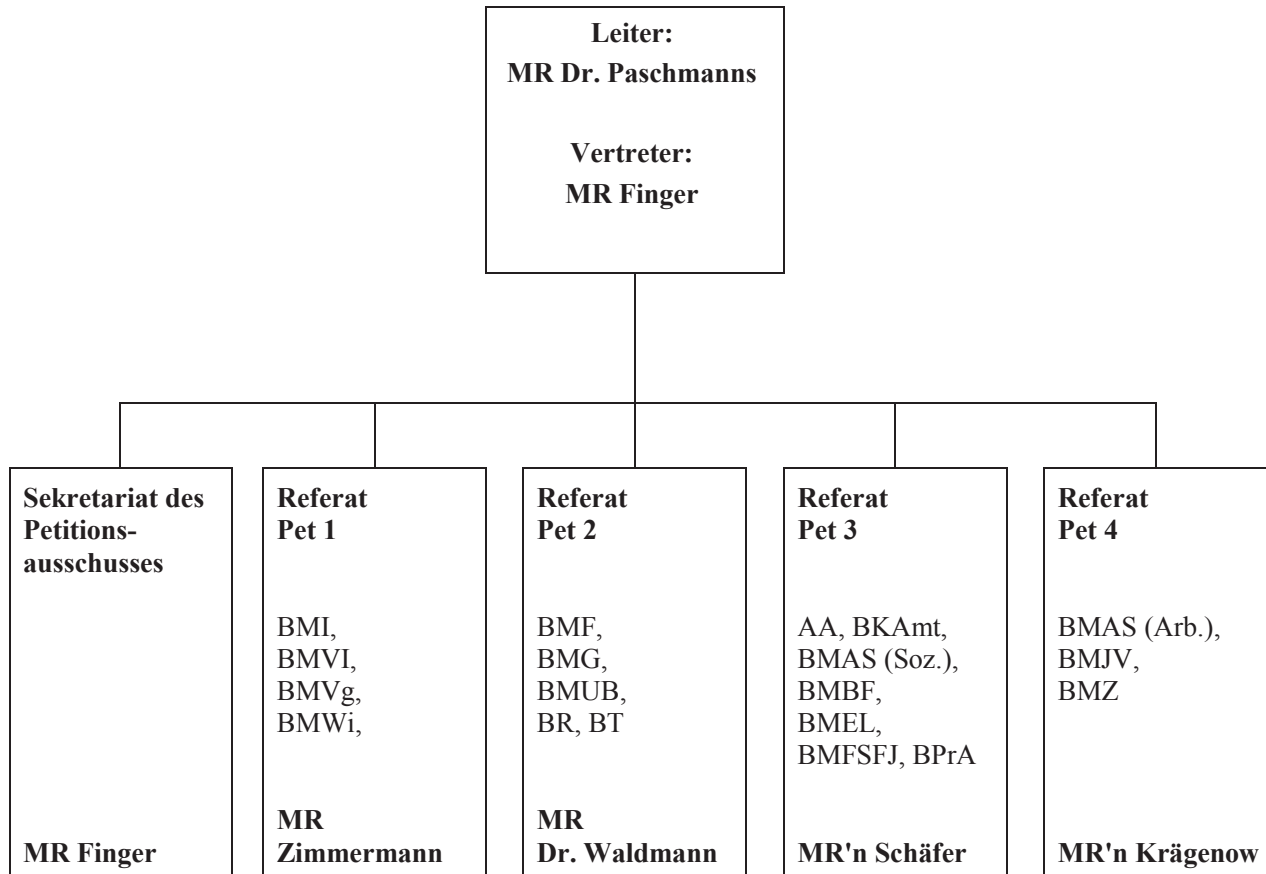 Leiter:
MR Dr. Paschmanns
Vertreter:
MR Finger
Sekretariat des
Petitions-
ausschusses
MR Finger
Referat
Pet 1
BMI,
BMVI,
BMVg,
BMWi,
MR
Zimmermann
Referat
Pet 2
BMF,
BMG,
BMUB,
BR, BT
MR
Dr. Waldmann
Referat
Pet 3
AA, BKAmt,
BMAS (Soz.),
BMBF,
BMEL,
BMFSFJ, BPrA
MR'n Schäfer
Referat
Pet 4
BMAS (Arb.),
BMJV,
BMZ
MR'n Krägenow